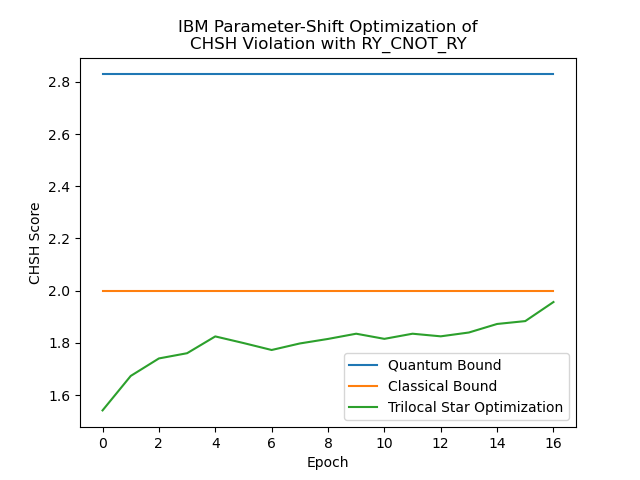 IBM Parameter-Shift Optimization of
CHSH Violation with RY_CNOT_RY
CHSH Score
2.8
2.6
2.4
2.2
2.0
1.8
1.6
Quantum Bound
Classical Bound
Trilocal Star Optimization
0 2 4 6 8 10 12 14 16
Epoch